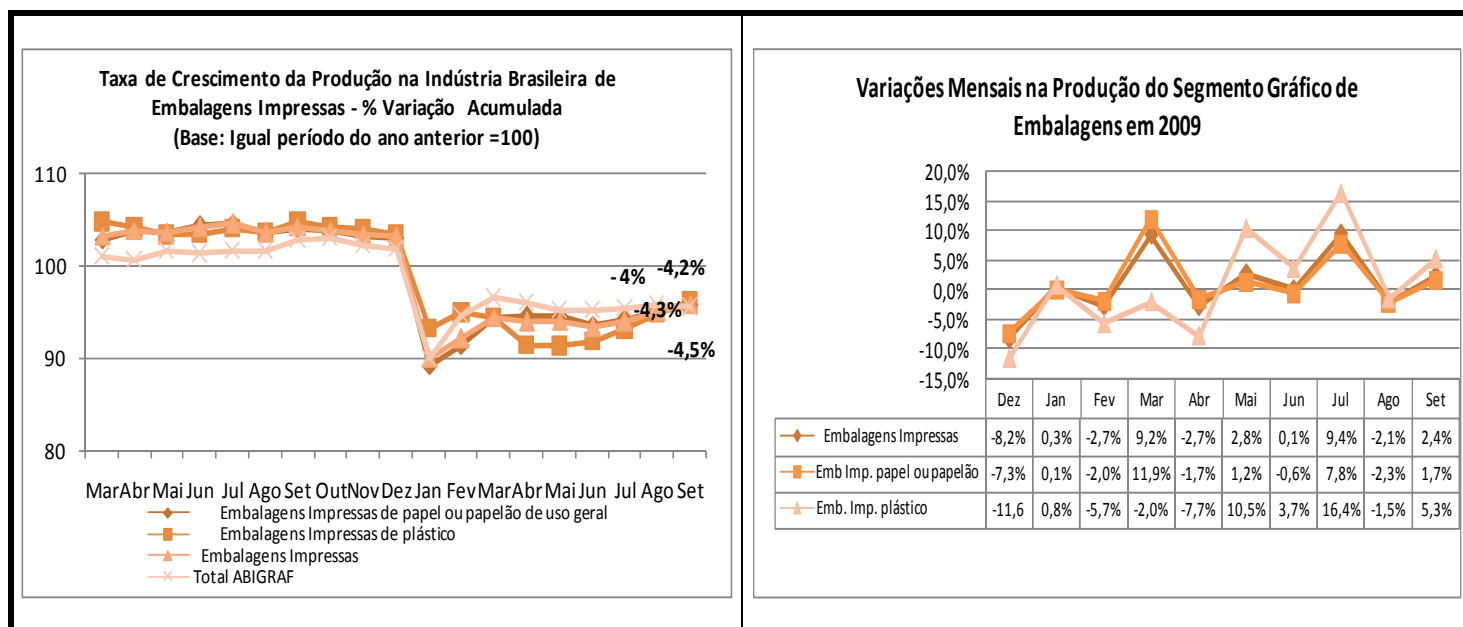 Taxa de Crescimento da Produção na Indústria Brasileira de
Embalagens Impressas - % Variação Acumulada
(Base: Igual período do ano anterior =100)
110
100
90
80
- 4%
-4,2%
-4,3%
-4,5%
Mar Abr Mai Jun Jul Ago Set Out Nov Dez Jan Fev Mar Abr Mai Jun Jul Ago Set
Embalagens Impressas de papel ou papelão de uso geral
Embalagens Impressas de plástico
Embalagens Impressas
Total ABIGRAF
Variações Mensais na Produção do Segmento Gráfico de
Embalagens em 2009
20,0%
15,0%
10,0%
5,0%
0,0%
-5,0%
-10,0%
-15,0%
Dez Jan Fev Mar Abr Mai Jun Jul Ago Set
Embalagens Impressas -8,2% 0,3% -2,7% 9,2% -2,7% 2,8% 0,1% 9,4% -2,1% 2,4%
Emb Imp. papel ou papelão -7,3% 0,1% -2,0% 11,9% -1,7% 1,2% -0,6% 7,8% -2,3% 1,7%
Emb. Imp. plástico -11,6 0,8% -5,7% -2,0% -7,7% 10,5% 3,7% 16,4% -1,5% 5,3%